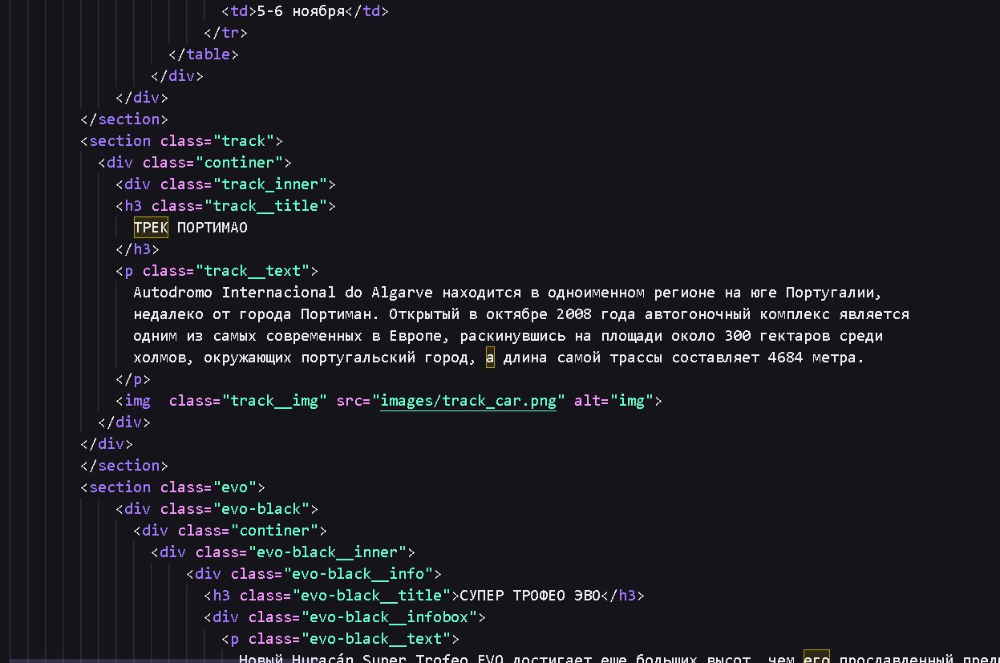 <td>5-6 ноября</td>
</tr>
</table>
</div>
</div>
</section>
<section class="track">
<div class="continer">
<div class="track_inner">
<h3 class="track__title">
ТРЕК ПОРТИМАО
</h3>
<p class="track__text">
Autodromo Internacional do Algarve находится в одноименном регионе на юге Португалии,
недалеко от города Портиман. Открытый в октябре 2008 года автогоночный комплекс является
одним из самых современных в Европе, раскинувшись на площади около 300 гектаров среди
холмов, окружающих португальский город, а длина самой трассы составляет 4684 метра.
</p>
<img  class="track__img" src="images/track_car.png" alt="img">
</div>
</div>
</section>
<section class="evo">
<div class="evo-black">
<div class="continer">
<div class="evo-black__inner">
<div class="evo-black__info">
<h3 class="evo-black__title">СУПЕР ТРОФЕО ЭВО</h3>
<div class="evo-black__infobox">
<p class="evo-black__text">
Новый Huracán Super Trofeo EVO достигает еще больших высот, чем его прославленный